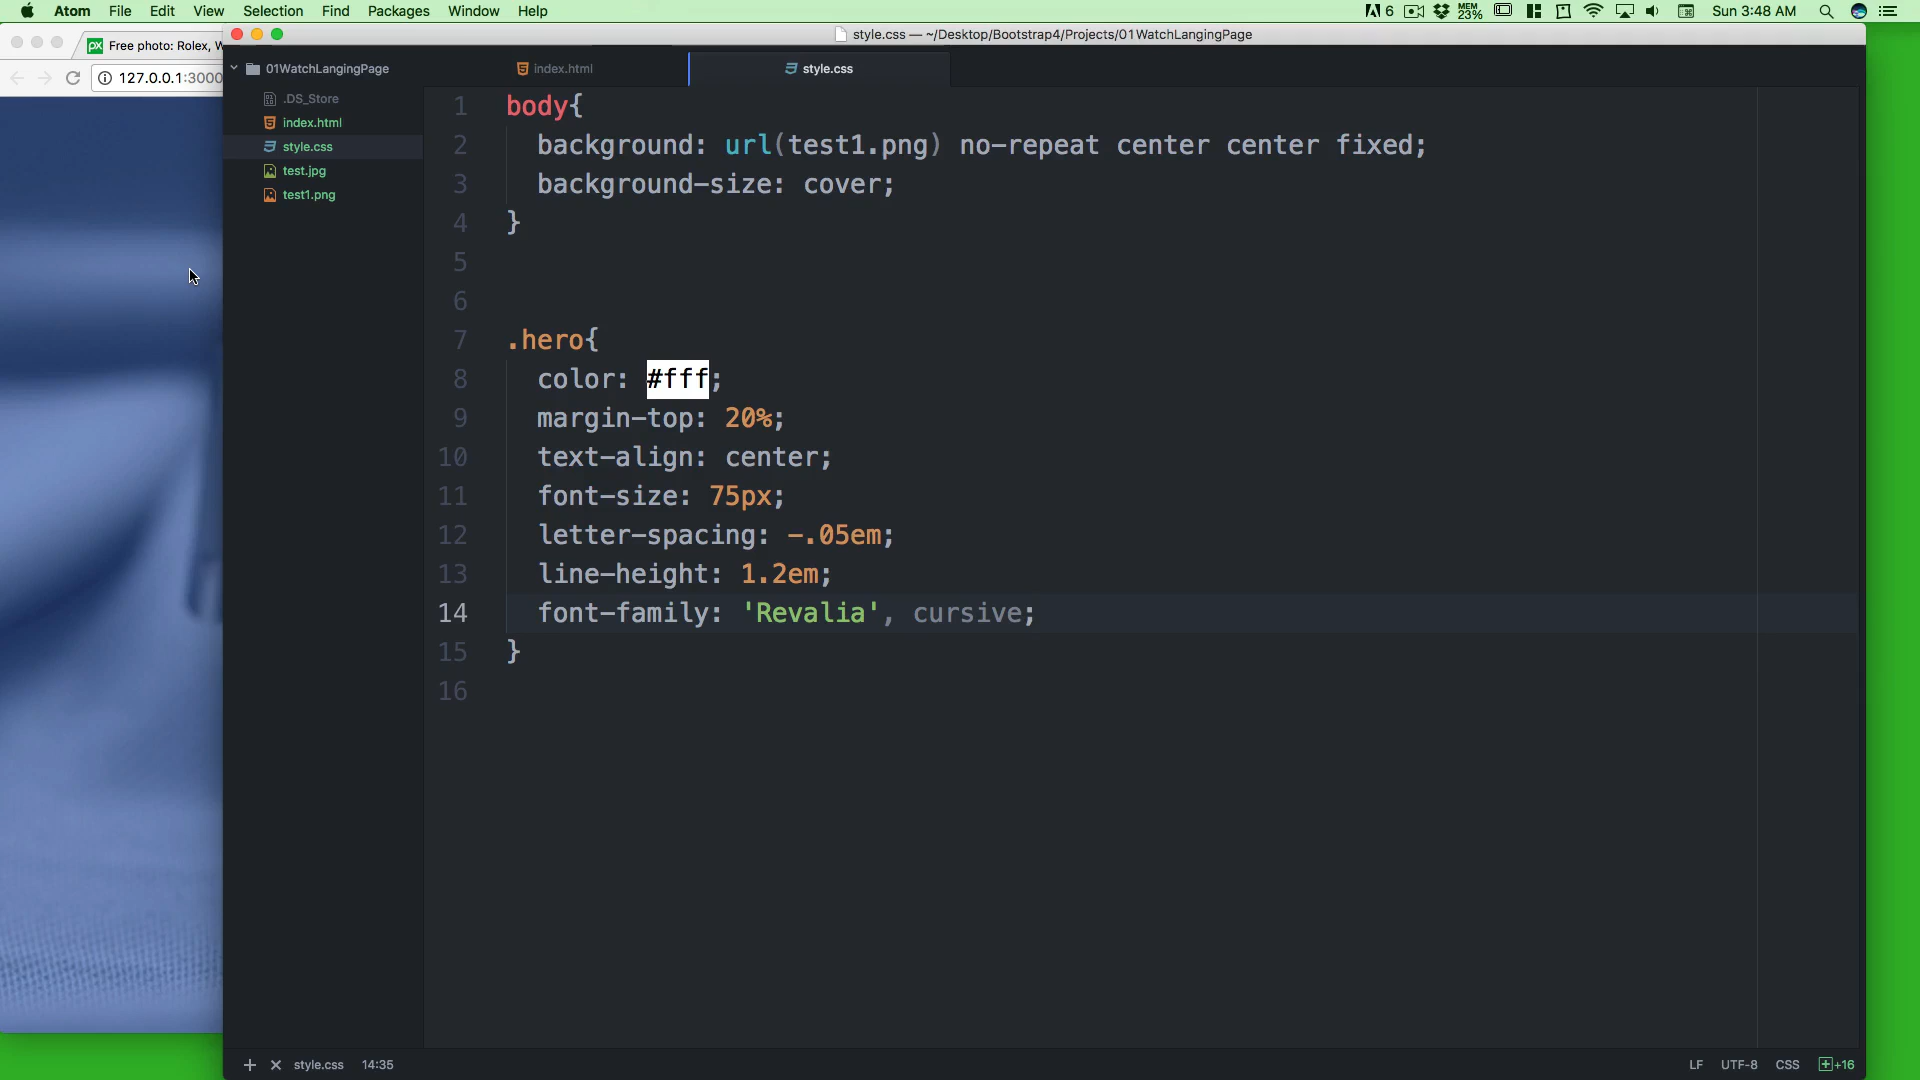 Atom File Edit View Selection Find Packages Window Help
6 MEM 23% Sun 3:48 AM
Free photo: Rolex, W
127.0.0.1:3000
style.css — ~/Desktop/Bootstrap4/Projects/01WatchLangingPage
01WatchLangingPage
.DS_Store
index.html
style.css
test.jpg
test1.png
index.html style.css
1 body{
2 background: url(test1.png) no-repeat center center fixed;
3 background-size: cover;
4 }
5
6
7 .hero{
8 color: #fff;
9 margin-top: 20%;
10 text-align: center;
11 font-size: 75px;
12 letter-spacing: -.05em;
13 line-height: 1.2em;
14 font-family: 'Revalia', cursive;
15 }
16
style.css 14:35 LF UTF-8 CSS +16